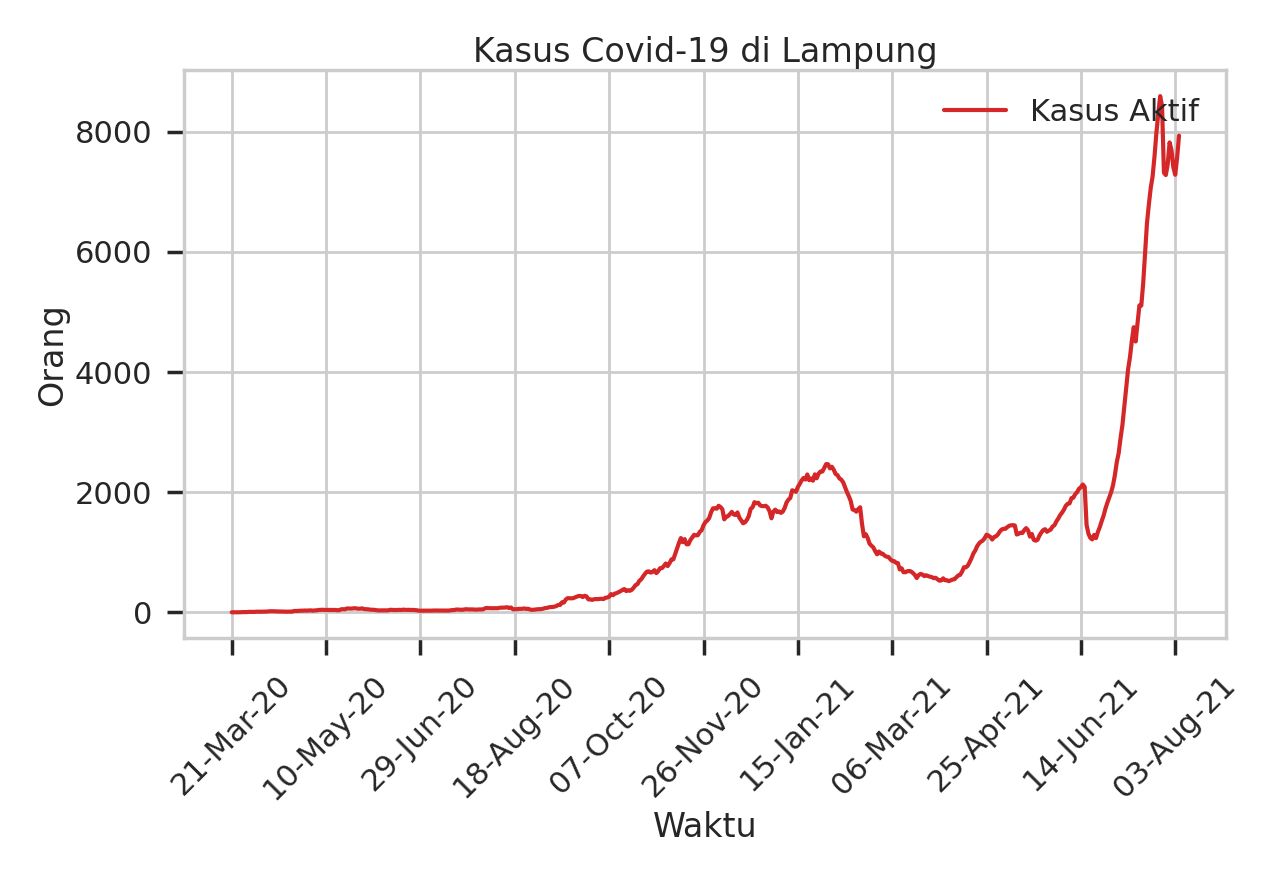 Kasus Covid-19 di Lampung
Kasus Aktif
8000
6000
4000
2000
0
Orang
21-Mar-20
10-May-20
29-Jun-20
18-Aug-20
07-Oct-20
26-Nov-20
15-Jan-21
06-Mar-21
25-Apr-21
14-Jun-21
03-Aug-21
Waktu